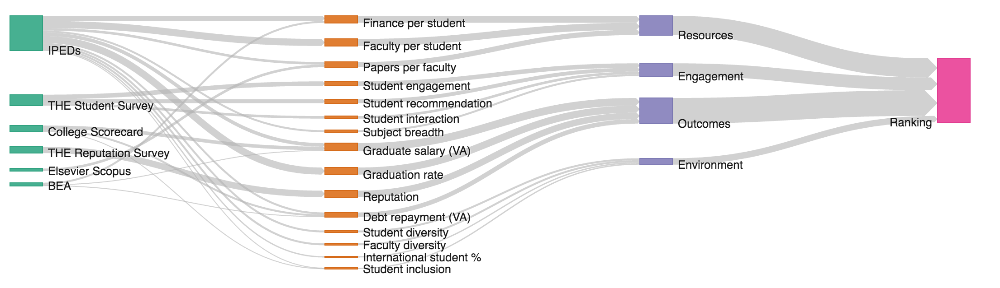 IPEDs
THE Student Survey
College Scorecard
THE Reputation Survey
Elsevier Scopus
BEA
Finance per student
Faculty per student
Papers per faculty
Student engagement
Student recommendation
Student interaction
Subject breadth
Graduate salary (VA)
Graduation rate
Reputation
Debt repayment (VA)
Student diversity
Faculty diversity
International student %
Student inclusion
Resources
Engagement
Outcomes
Environment
Ranking